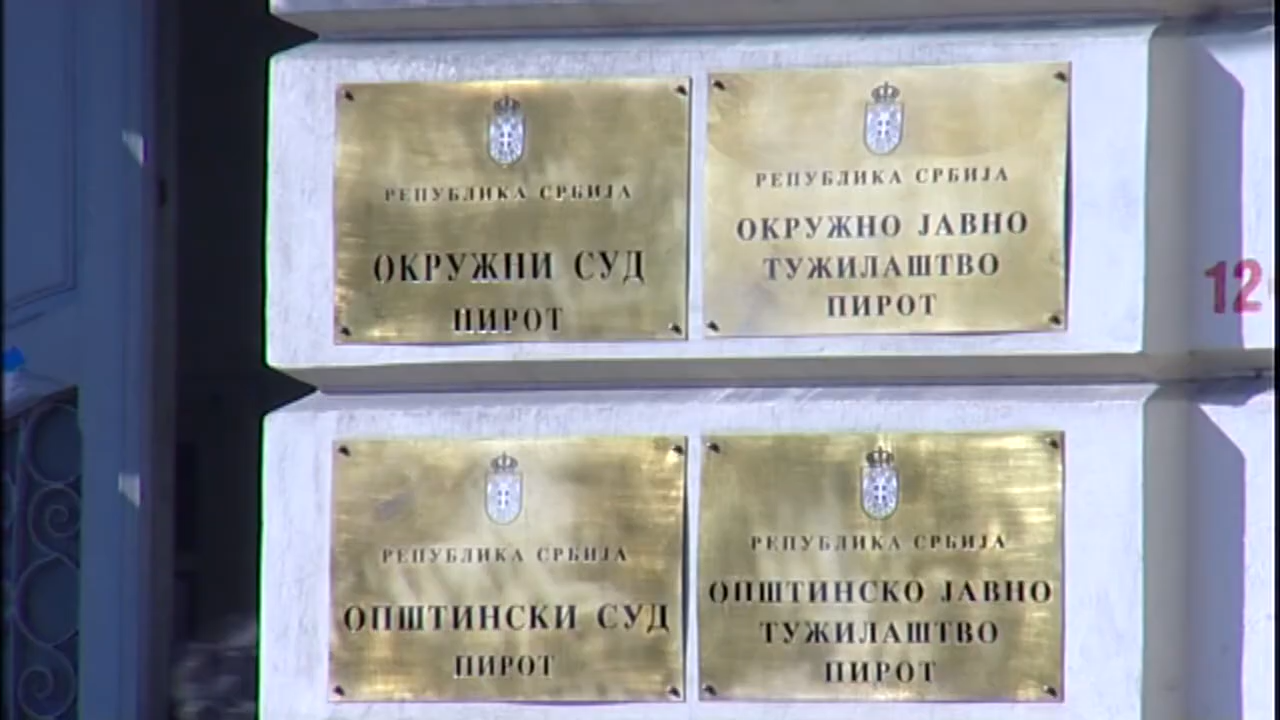 РЕПУБЛИКА СРБИЈА
ОКРУЖНИ СУД
ПИРОТ
РЕПУБЛИКА СРБИЈА
ОКРУЖНО ЈАВНО
ТУЖИЛАШТВО
ПИРОТ
12
РЕПУБЛИКА СРБИЈА
ОПШТИНСКИ СУД
ПИРОТ
РЕПУБЛИКА СРБИЈА
ОПШТИНСКО ЈАВНО
ТУЖИЛАШТВО
ПИРОТ